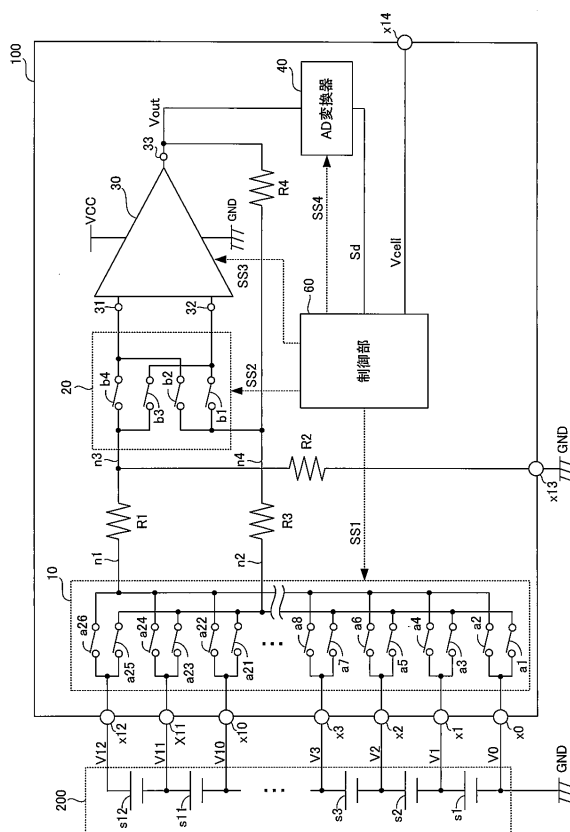 100
x14
40
AD変換器
Vout
33
30
VCC
GND
SS3
31
32
R4
SS4
Sd
Vcell
60
制御部
20
b4
b3
b2
b1
SS2
n3
n4
R2
x13
GND
R1
R3
n1
n2
SS1
10
a26
a25
a24
a23
a22
a21
a8
a7
a6
a5
a4
a3
a2
a1
x12
X11
x10
x3
x2
x1
x0
V12
V11
V10
V3
V2
V1
V0
200
s12
s11
s3
s2
s1
GND